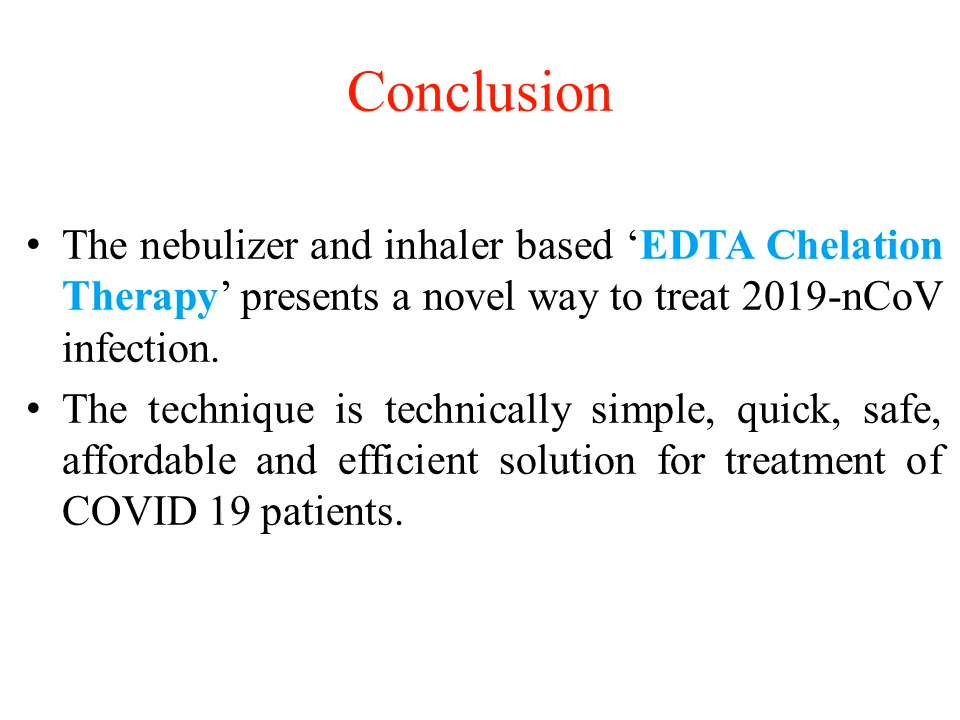 Conclusion
• The nebulizer and inhaler based ‘EDTA Chelation
Therapy’ presents a novel way to treat 2019-nCoV
infection.
• The technique is technically simple, quick, safe,
affordable and efficient solution for treatment of
COVID 19 patients.